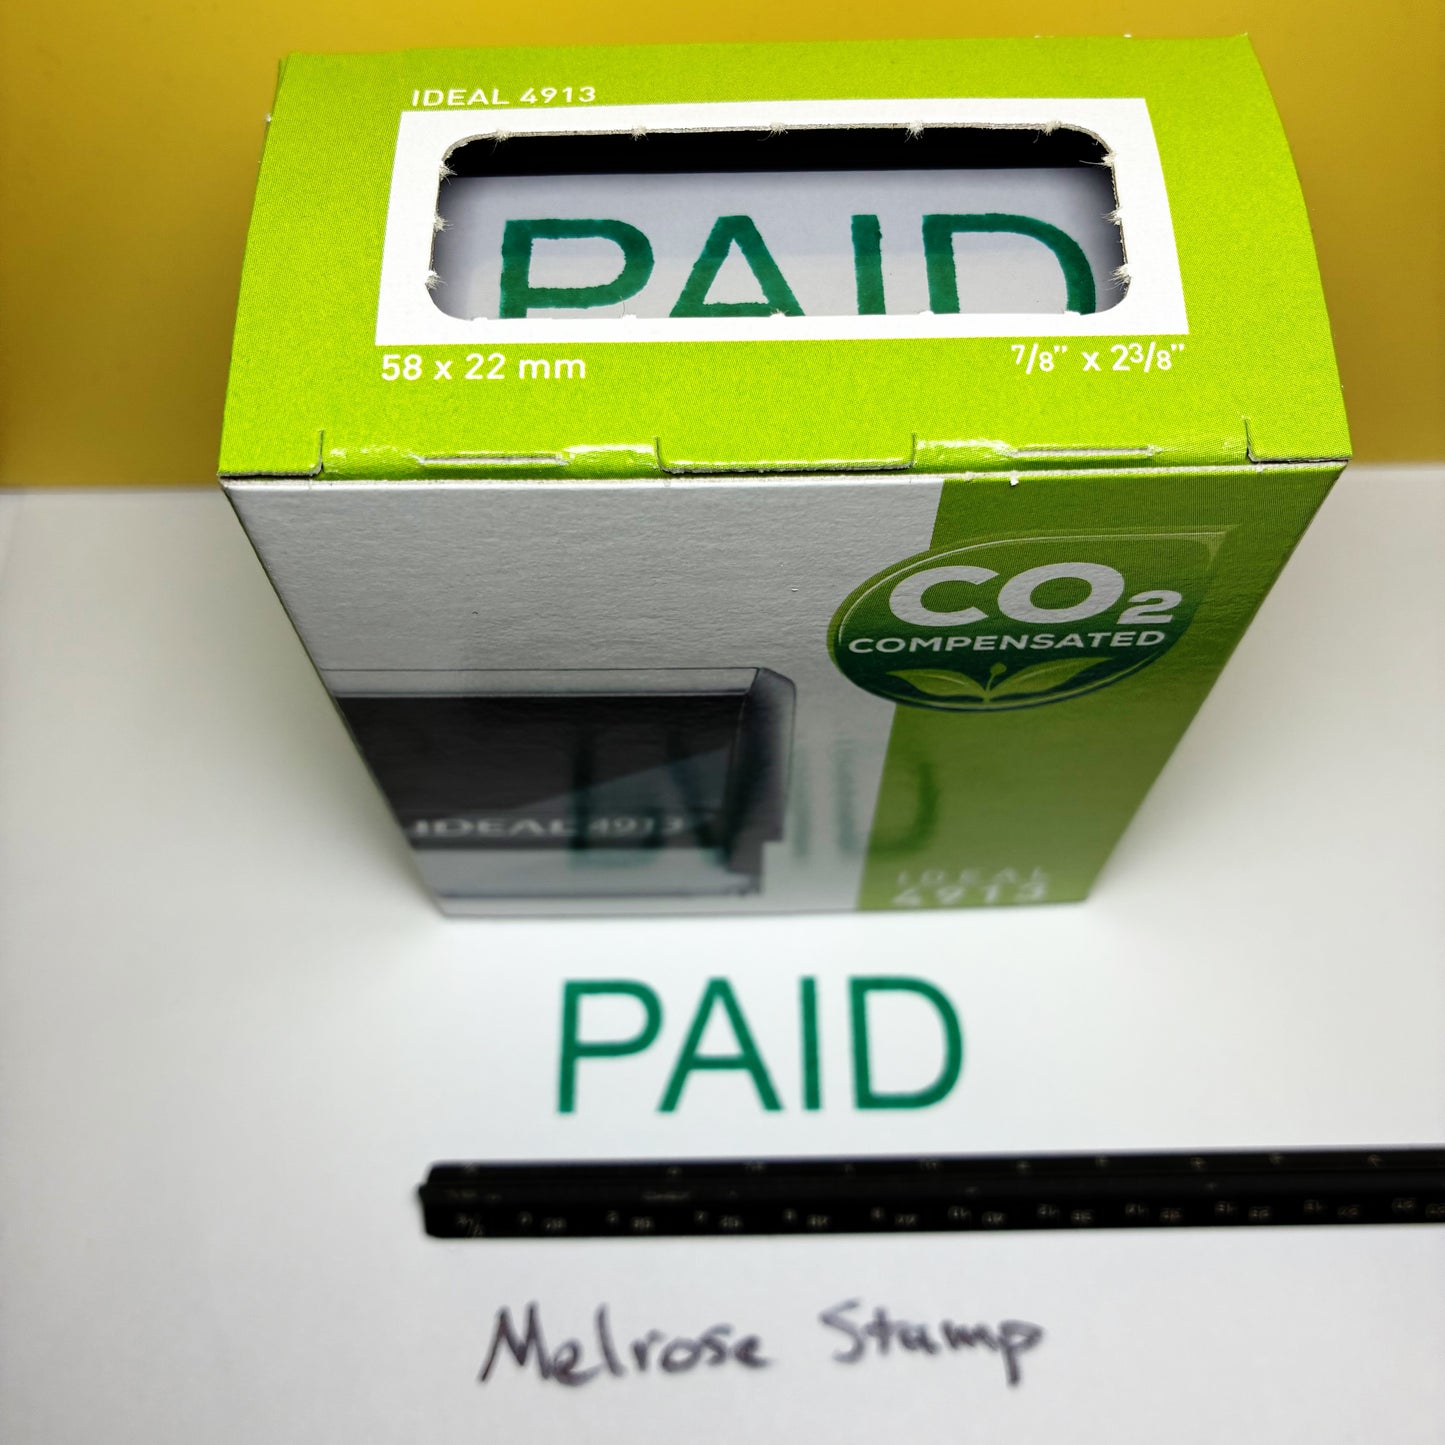 IDEAL 4913
PAID
58 x 22 mm
7/8" x 23/8"
CO2
COMPENSATED
IDEAL 4913
IDEAL
4913
PAID
Melrose Stamp